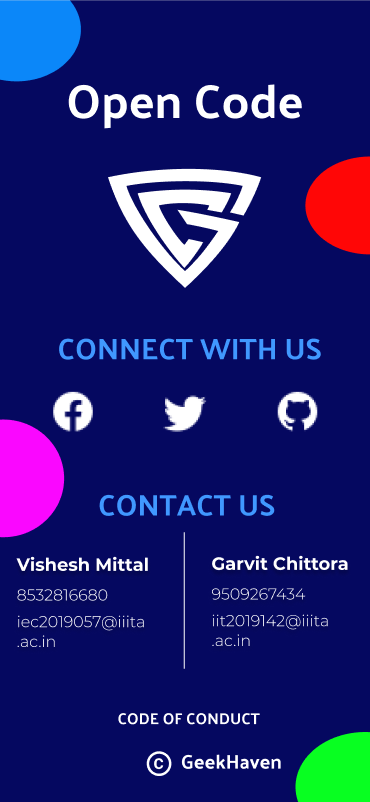 Open Code
CONNECT WITH US
CONTACT US
Vishesh Mittal
8532816680
iec2019057@iiita
.ac.in
Garvit Chittora
9509267434
iit2019142@iiita
.ac.in
CODE OF CONDUCT
© GeekHaven